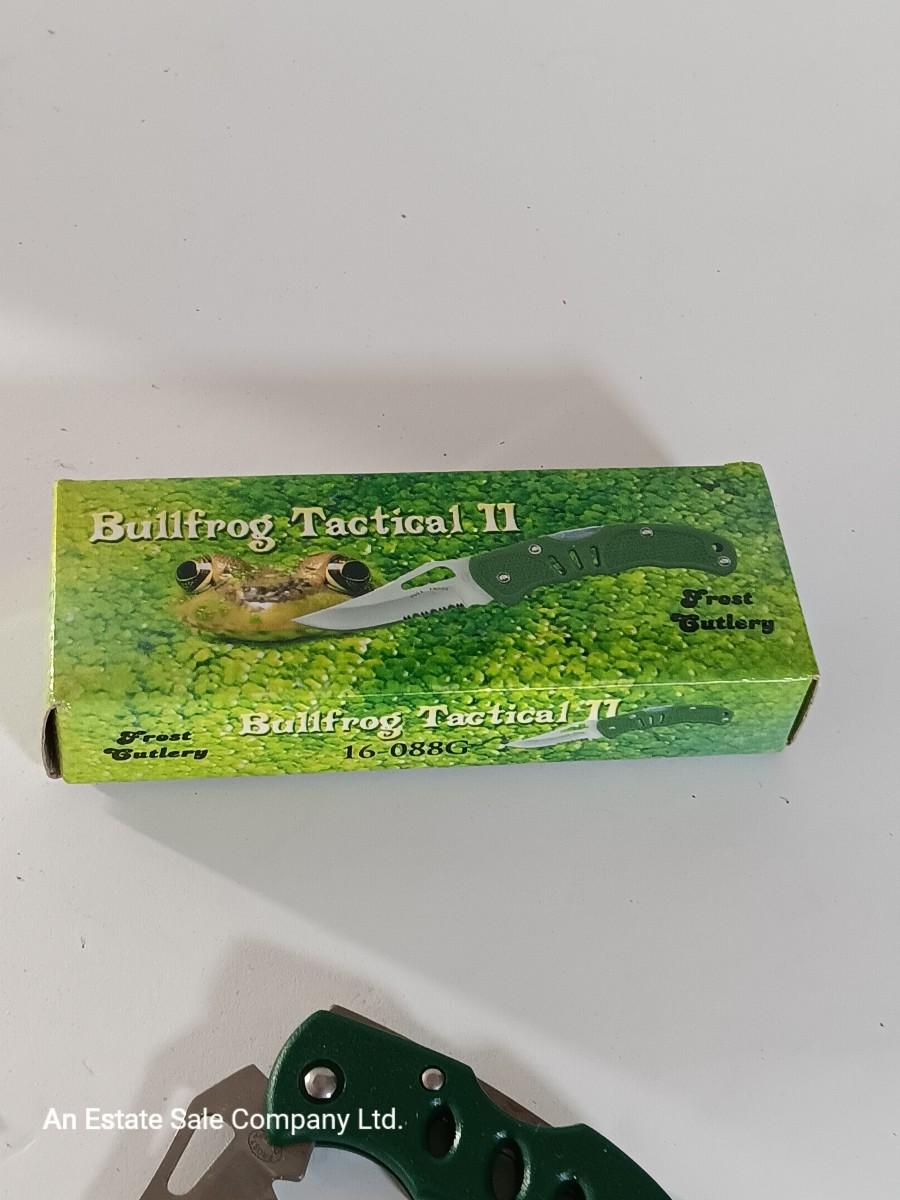 Bullfrog Tactical II
Frost
Cutlery
Bullfrog Tactical II
16-088G
Frost
Cutlery
An Estate Sale Company Ltd.